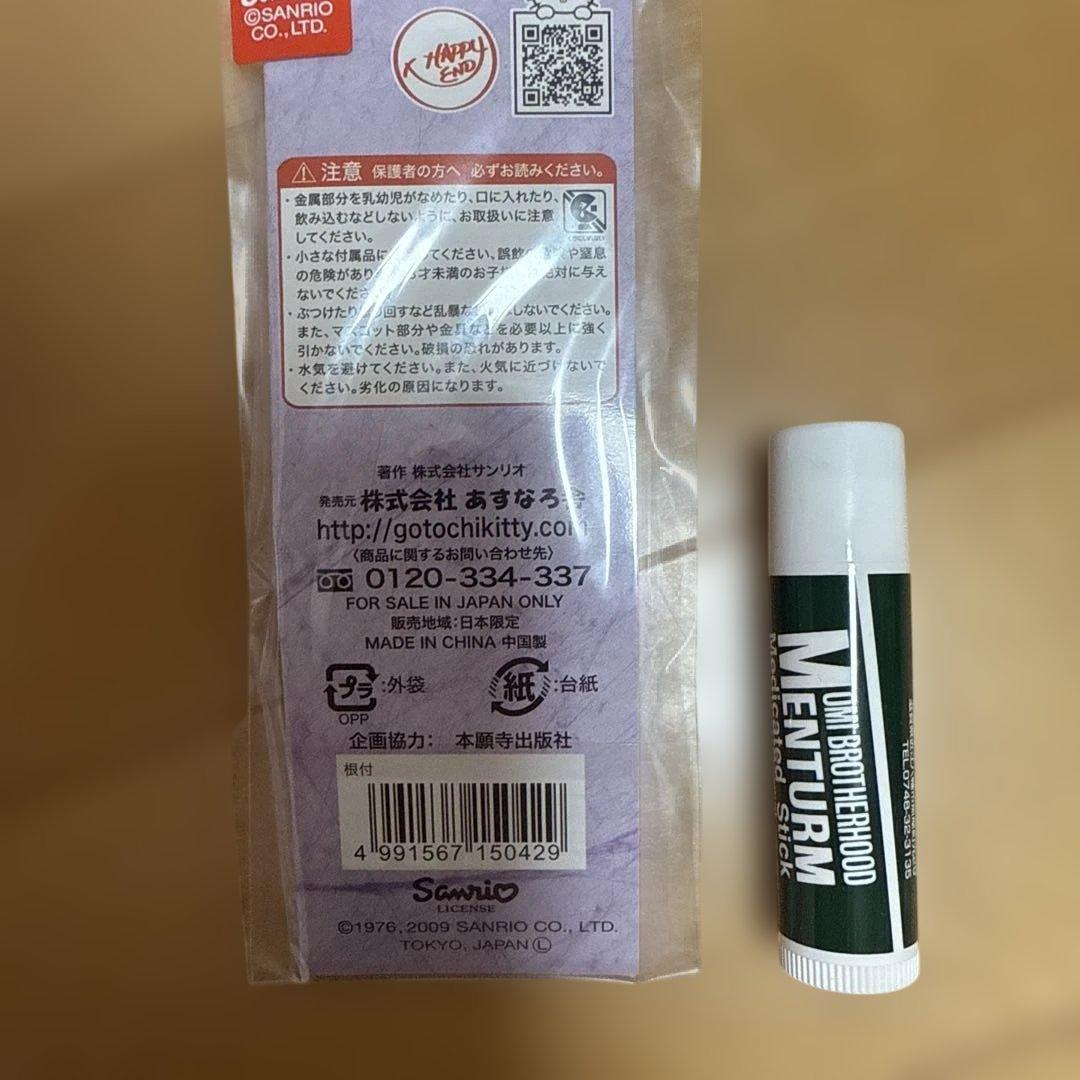 ©SANRIO
CO., LTD.
HAPPY
END
注意 保護者の方へ 必ずお読みください。
・金属部分を乳幼児がなめたり、口に入れたり、
飲み込むなどしないように、お取扱いに注意
してください。
・小さな付属品に てください、誤飲 や窒息
の危険があり 才未満のお子 絶対に与え
ないでくださ
・ぶつけたり 回すなど乱暴な しないでください。
また、マスコット部分や金具などを必要以上に強く
引かないでください。破損の恐れがあります。
・水気を避けてください。また、火気に近づけないで
ください。劣化の原因になります。
著作 株式会社サンリオ
発売元 株式会社 あすなろ舎
http://gotochikitty.com
〈商品に関するお問い合わせ先〉
0120-334-337
FOR SALE IN JAPAN ONLY
販売地域:日本限定
MADE IN CHINA 中国製
プラ :外袋
OPP
紙 :台紙
企画協力: 本願寺出版社
根付
4 991567 150429
Sanrio
LICENSE
©1976, 2009 SANRIO CO., LTD.
TOKYO, JAPAN Ⓛ
OMI BROTHERHOOD
MENTURM
Medicated Stick
TEL.0748-32-3135